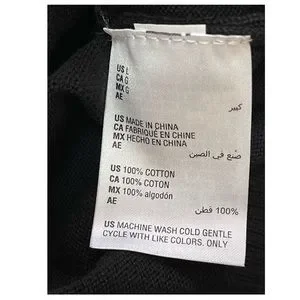 US L
CA G
MX G
AE كبير
US MADE IN CHINA
CA FABRIQUÉ EN CHINE
MX HECHO EN CHINA
AE صنع في الصين
US 100% COTTON
CA 100% COTON
MX 100% algodón
AE 100% قطن
US MACHINE WASH COLD GENTLE
CYCLE WITH LIKE COLORS. ONLY